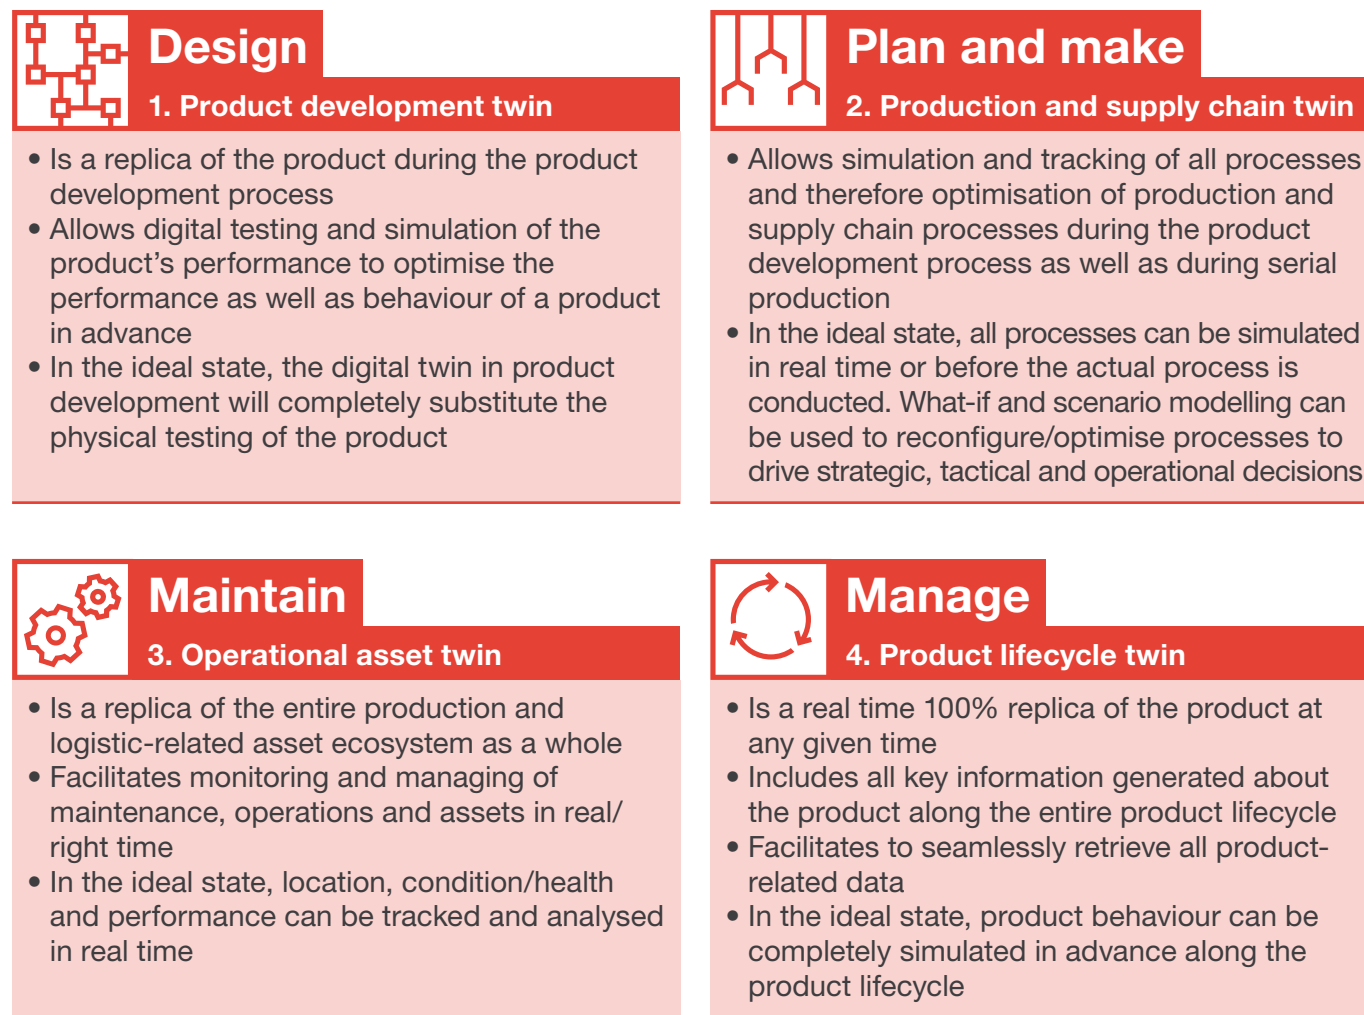 Design
1. Product development twin
• Is a replica of the product during the product
development process
• Allows digital testing and simulation of the
product’s performance to optimise the
performance as well as behaviour of a product
in advance
• In the ideal state, the digital twin in product
development will completely substitute the
physical testing of the product
Plan and make
2. Production and supply chain twin
• Allows simulation and tracking of all processes
and therefore optimisation of production and
supply chain processes during the product
development process as well as during serial
production
• In the ideal state, all processes can be simulated
in real time or before the actual process is
conducted. What-if and scenario modelling can
be used to reconfigure/optimise processes to
drive strategic, tactical and operational decisions
Maintain
3. Operational asset twin
• Is a replica of the entire production and
logistic-related asset ecosystem as a whole
• Facilitates monitoring and managing of
maintenance, operations and assets in real/
right time
• In the ideal state, location, condition/health
and performance can be tracked and analysed
in real time
Manage
4. Product lifecycle twin
• Is a real time 100% replica of the product at
any given time
• Includes all key information generated about
the product along the entire product lifecycle
• Facilitates to seamlessly retrieve all product-
related data
• In the ideal state, product behaviour can be
completely simulated in advance along the
product lifecycle